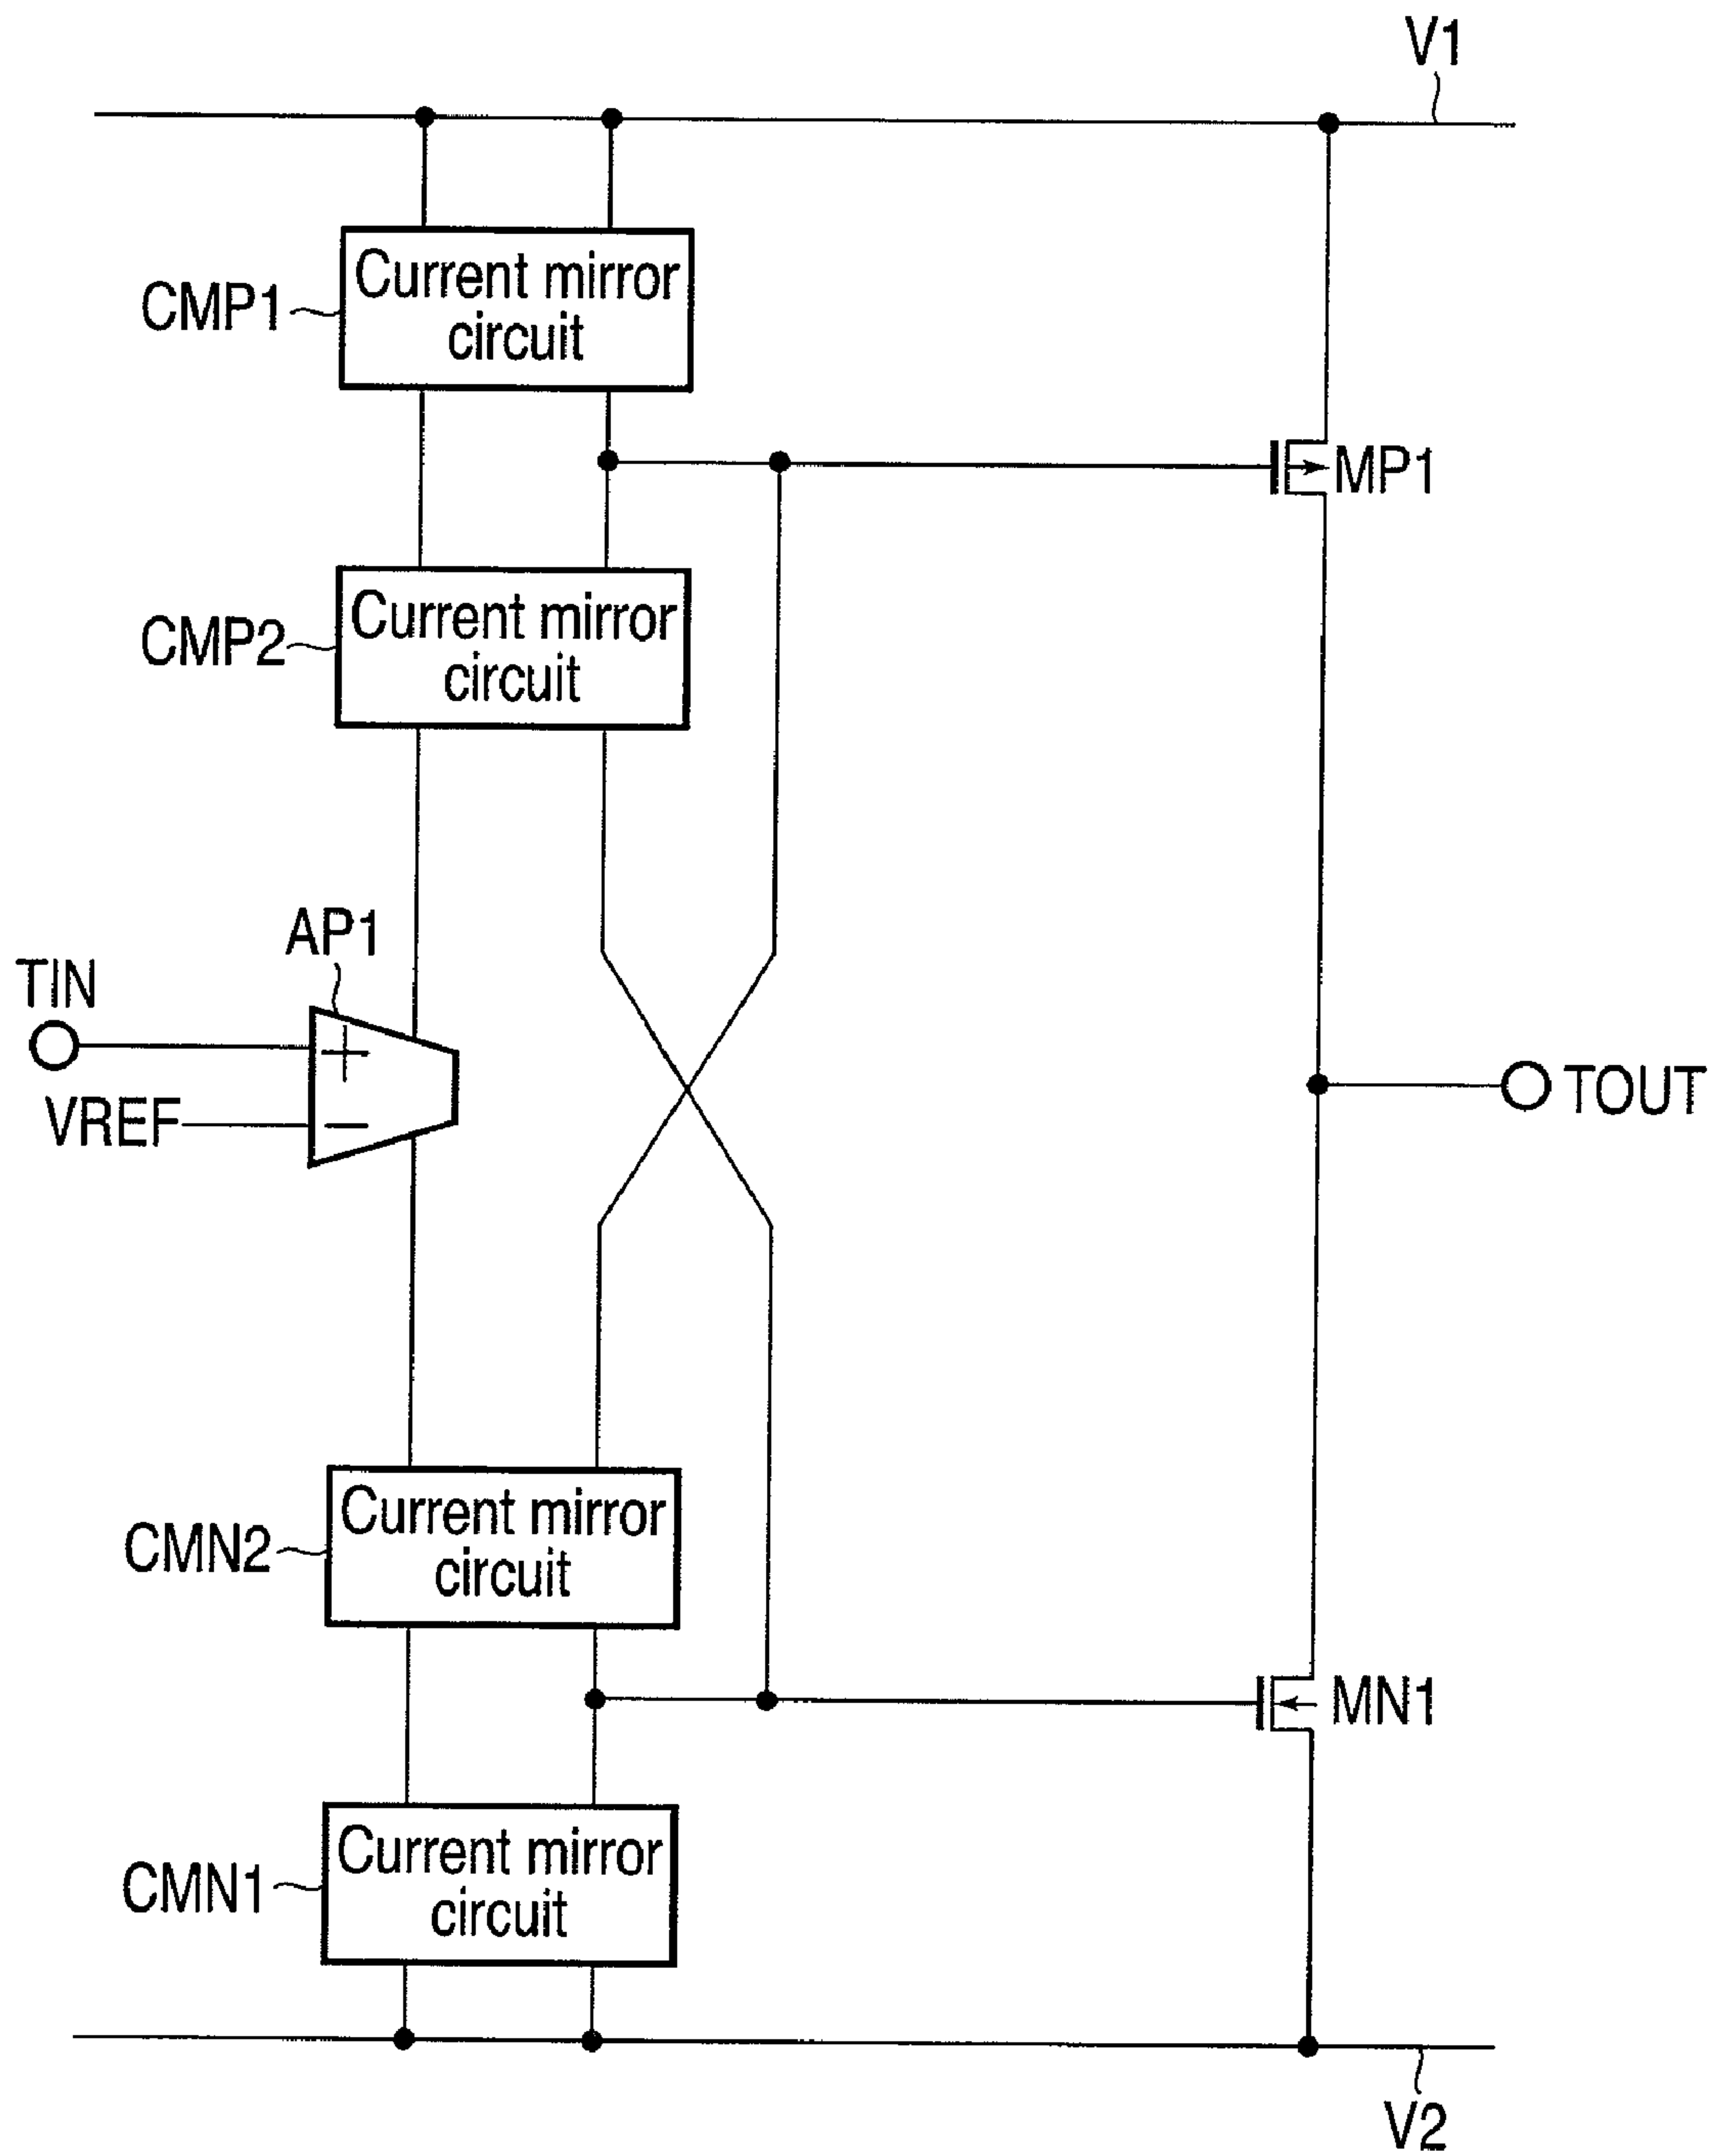 V1
Current mirror
circuit
CMP1
MP1
Current mirror
circuit
CMP2
AP1
TIN
+
VREF
−
TOUT
Current mirror
circuit
CMN2
MN1
Current mirror
circuit
CMN1
V2